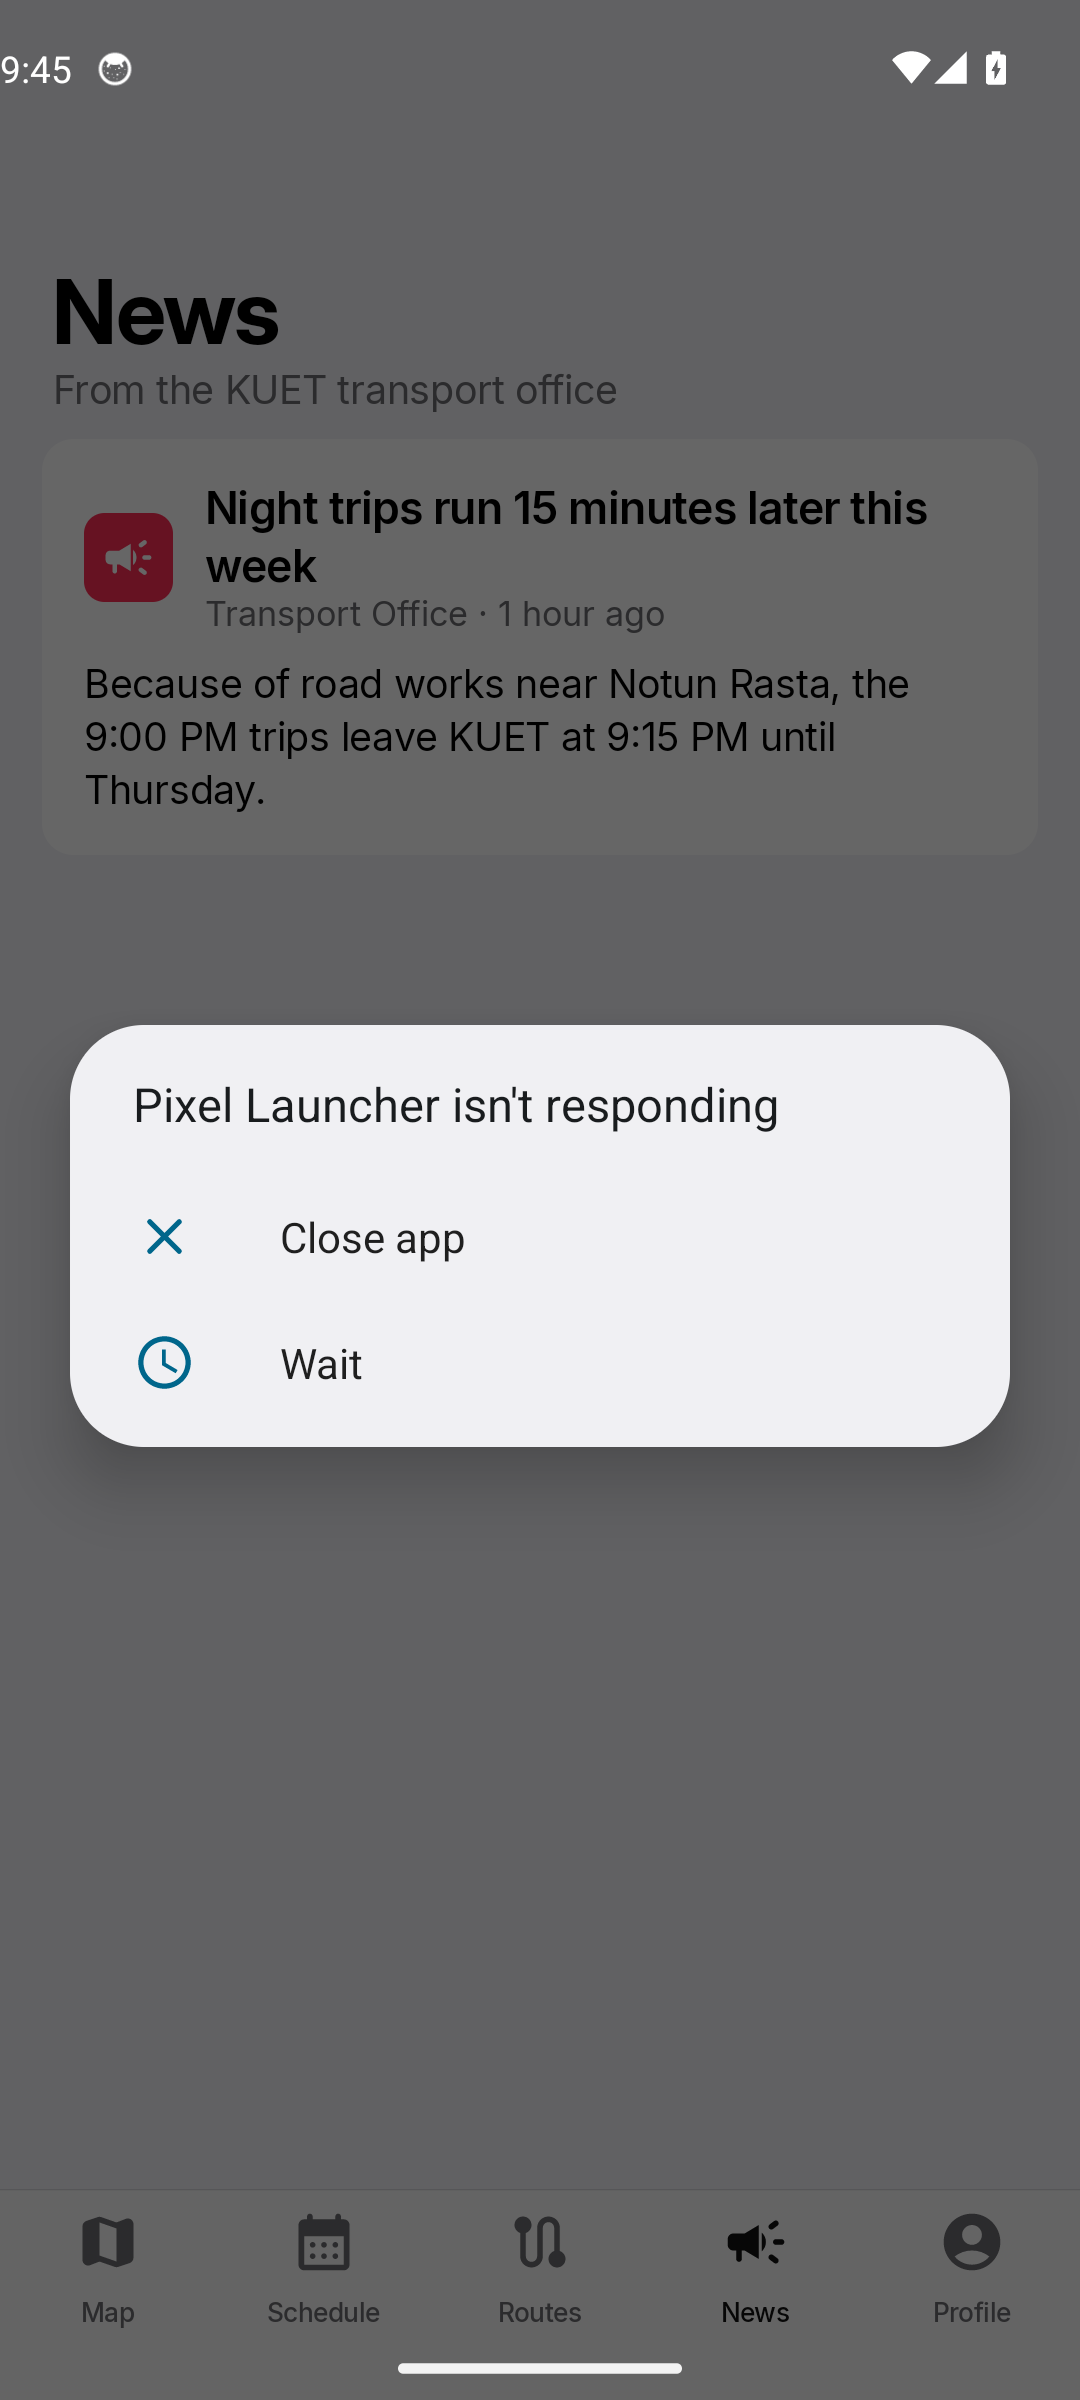 9:45
News
From the KUET transport office
Night trips run 15 minutes later this
week
Transport Office · 1 hour ago
Because of road works near Notun Rasta, the
9:00 PM trips leave KUET at 9:15 PM until
Thursday.
Pixel Launcher isn't responding
Close app
Wait
Map
Schedule
Routes
News
Profile